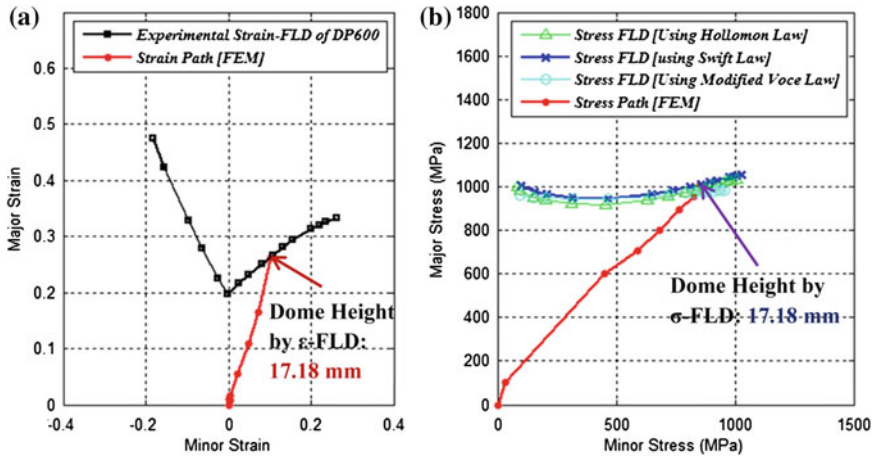 (a)
Experimental Strain-FLD of DP600
Strain Path [FEM]
Major Strain
0.6
0.5
0.4
0.3
0.2
0.1
0
-0.4
-0.2
0
0.2
0.4
Minor Strain
Dome Height
by ε-FLD:
17.18 mm
(b)
Stress FLD [Using Hollomon Law]
Stress FLD [using Swift Law]
Stress FLD [Using Modified Voce Law]
Stress Path [FEM]
Major Stress (MPa)
1800
1600
1400
1200
1000
800
600
400
200
0
0
500
1000
1500
Minor Stress (MPa)
Dome Height by
σ-FLD: 17.18 mm